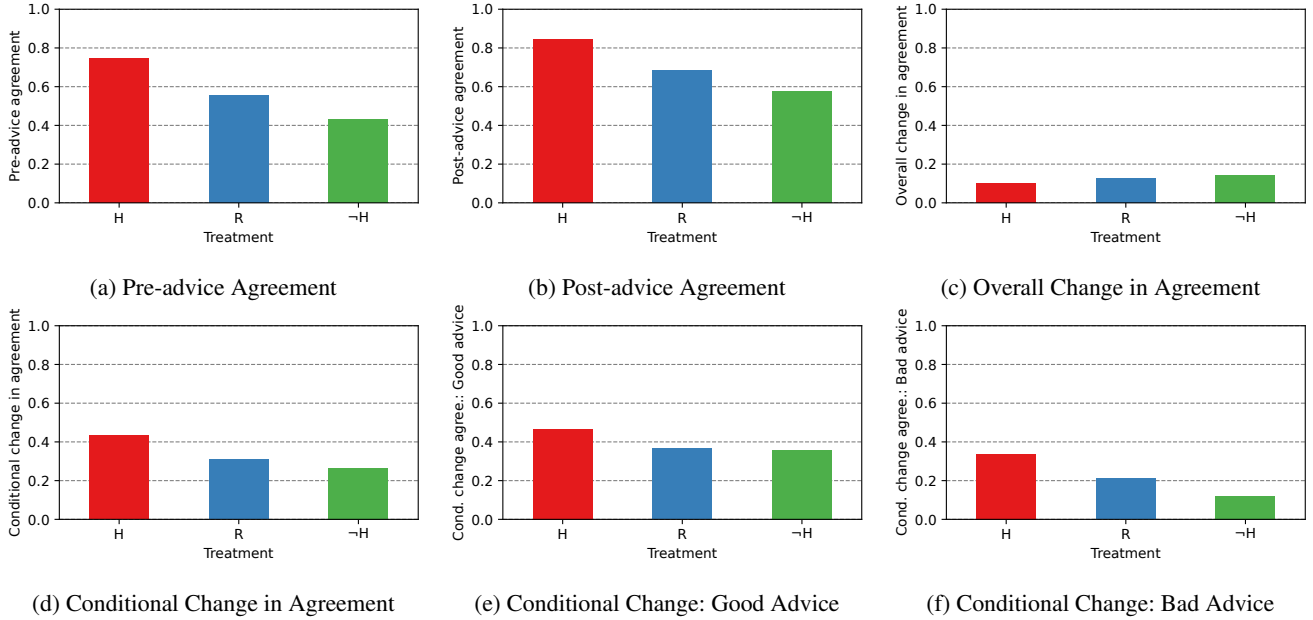 1.0
0.8
0.6
0.4
0.2
0.0
Pre-advice agreement
H R ¬H
Treatment
(a) Pre-advice Agreement
1.0
0.8
0.6
0.4
0.2
0.0
Post-advice agreement
H R ¬H
Treatment
(b) Post-advice Agreement
1.0
0.8
0.6
0.4
0.2
0.0
Overall change in agreement
H R ¬H
Treatment
(c) Overall Change in Agreement
1.0
0.8
0.6
0.4
0.2
0.0
Conditional change in agreement
H R ¬H
Treatment
(d) Conditional Change in Agreement
1.0
0.8
0.6
0.4
0.2
0.0
Cond. change agree.: Good advice
H R ¬H
Treatment
(e) Conditional Change: Good Advice
1.0
0.8
0.6
0.4
0.2
0.0
Cond. change agree.: Bad advice
H R ¬H
Treatment
(f) Conditional Change: Bad Advice